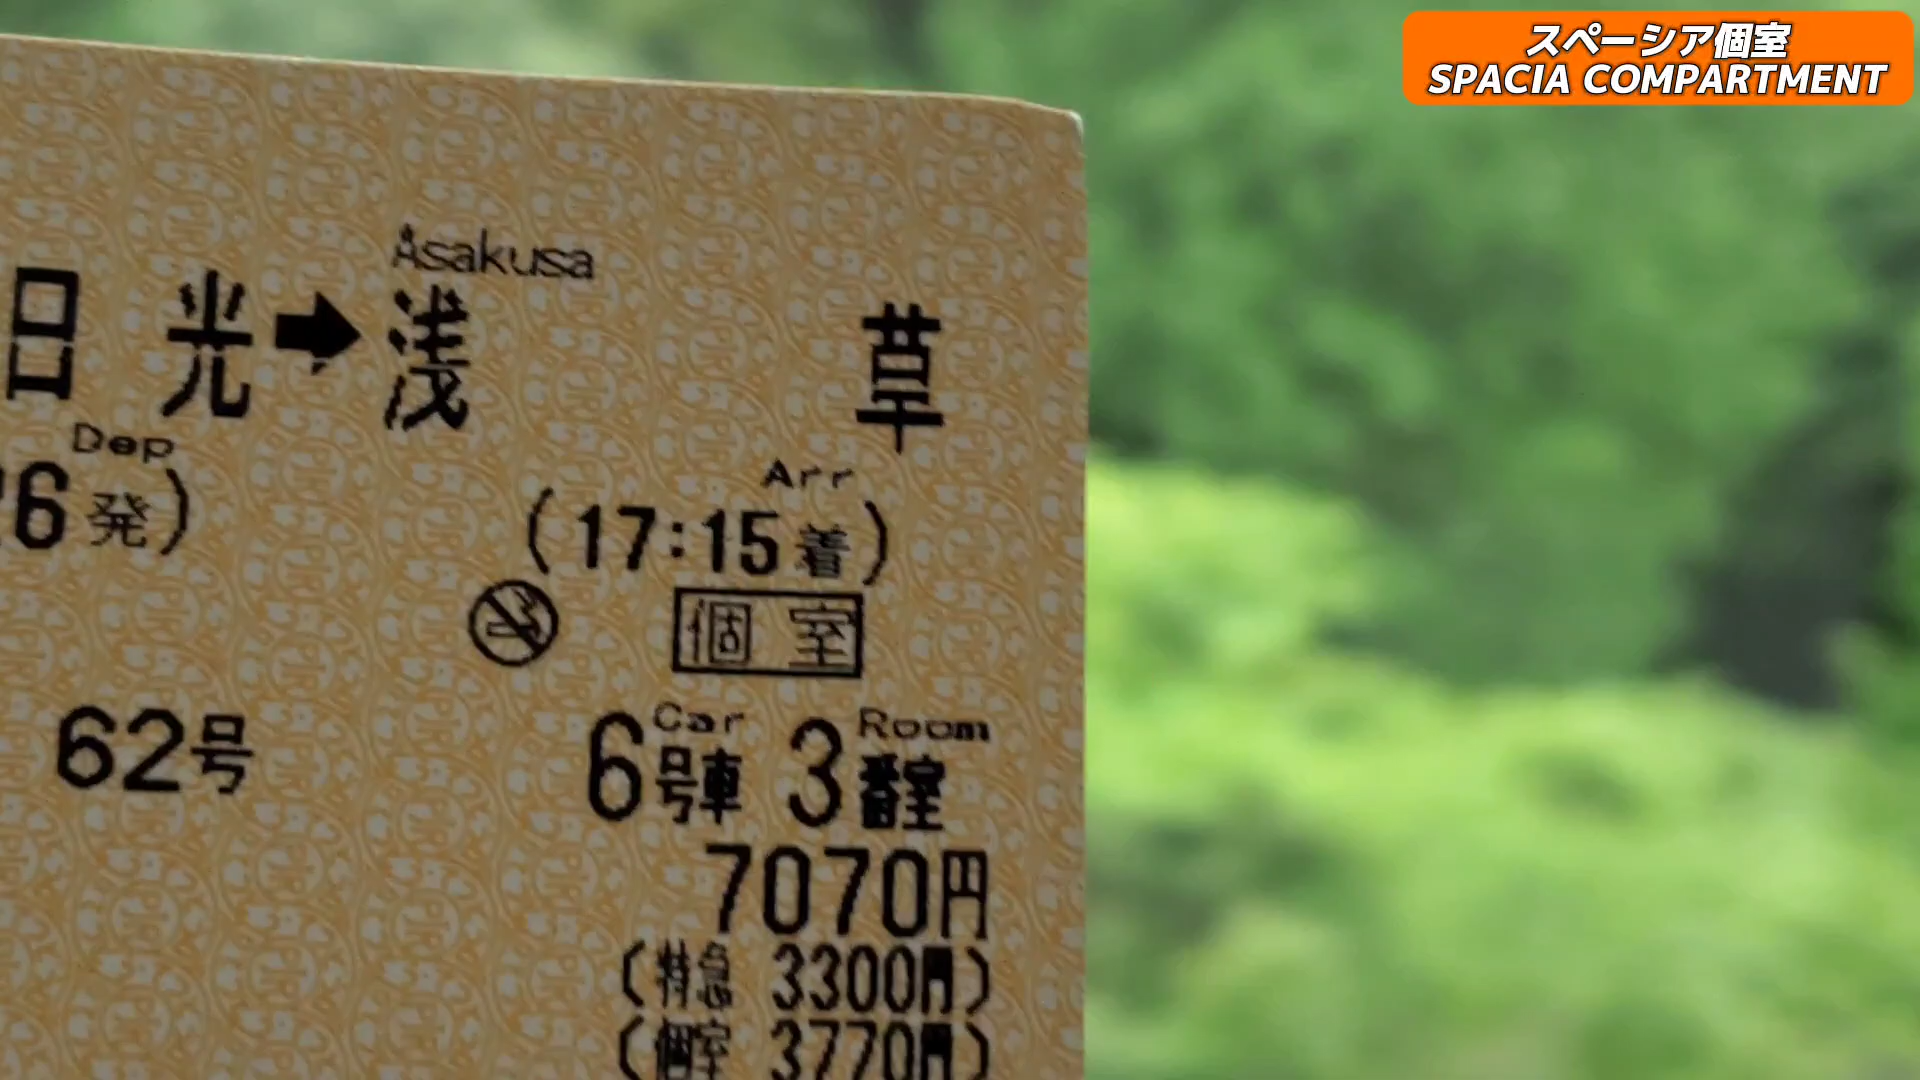 スペーシア個室
SPACIA COMPARTMENT
Asakusa
日光➡浅草
Dep
Arr
6発)
(17:15着)
個室
Car Room
62号 6号車 3番室
7070円
(特急 3300円)
(個室 3770円)